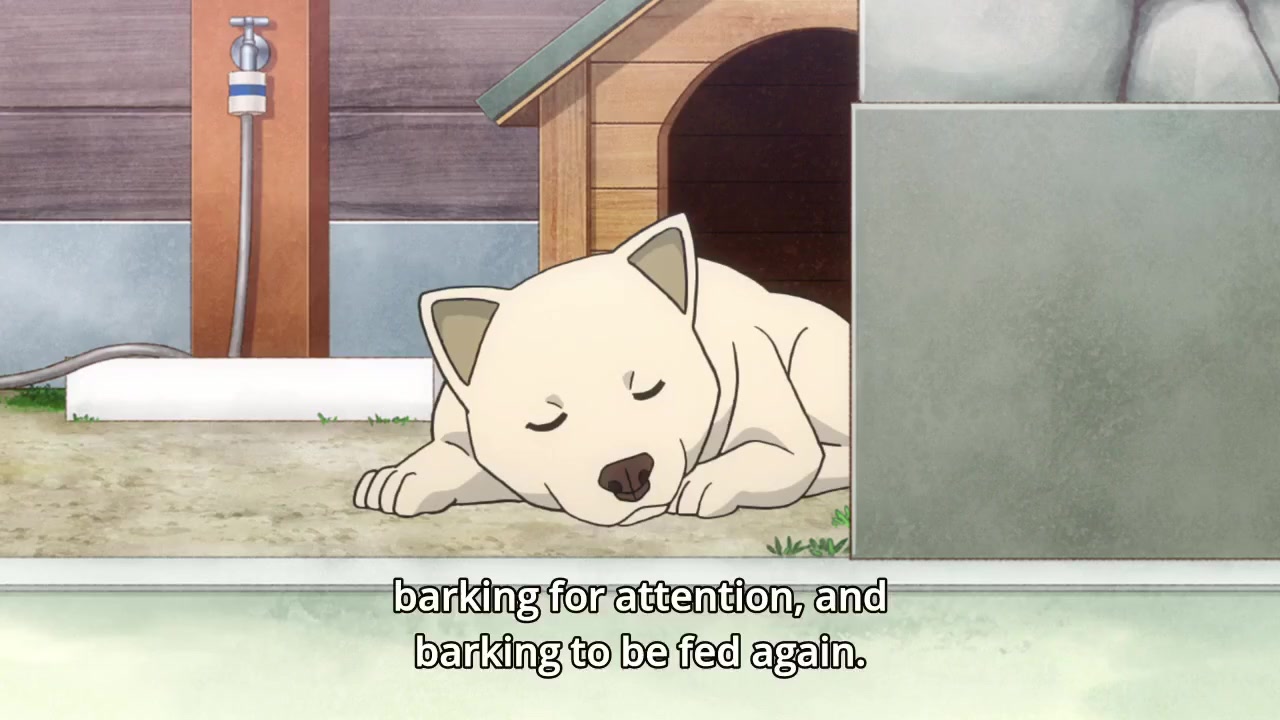 barking for attention, and
barking to be fed again.